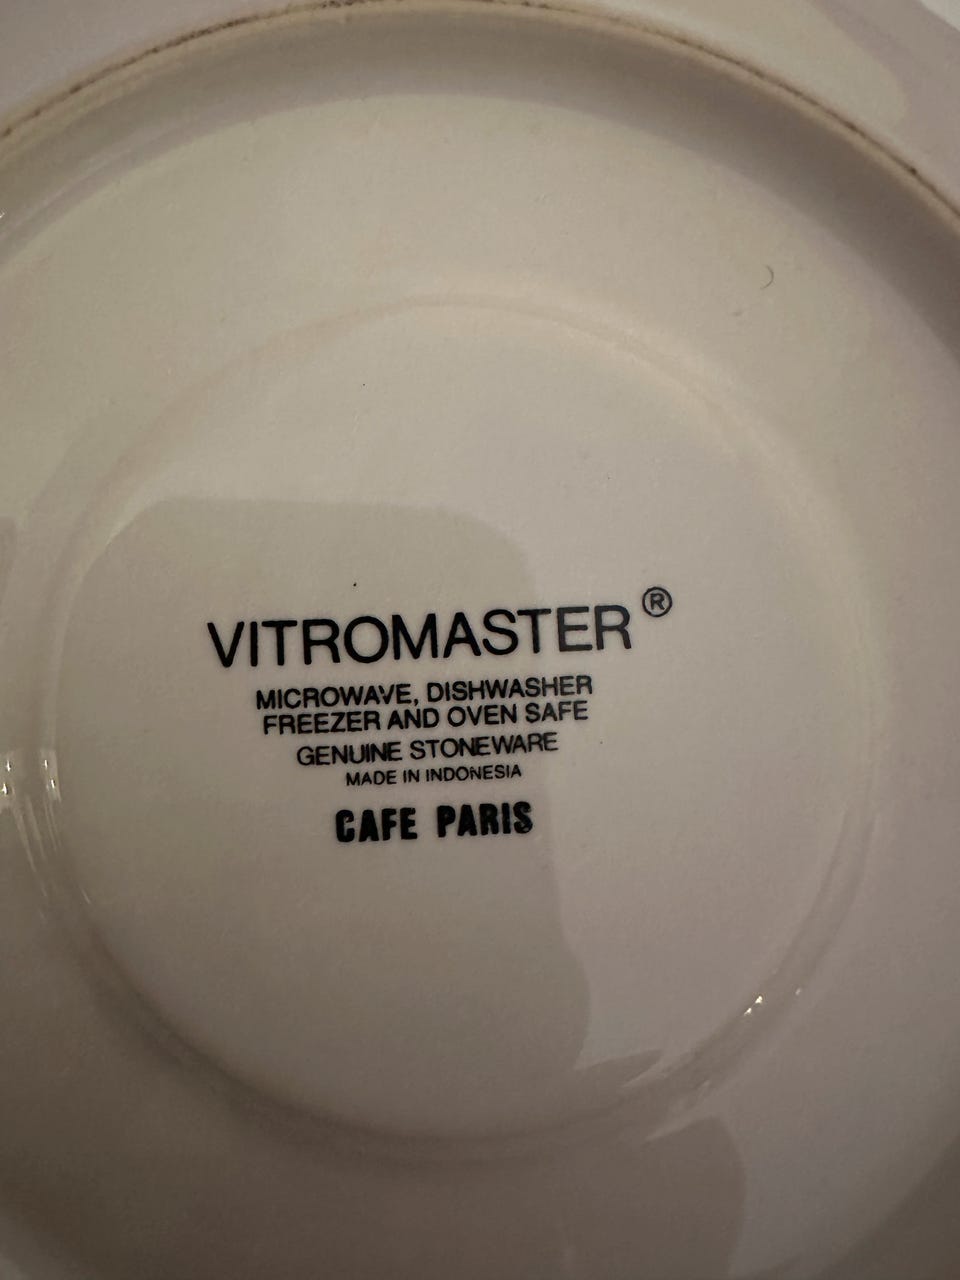 VITROMASTER®
MICROWAVE, DISHWASHER
FREEZER AND OVEN SAFE
GENUINE STONEWARE
MADE IN INDONESIA
CAFE PARIS